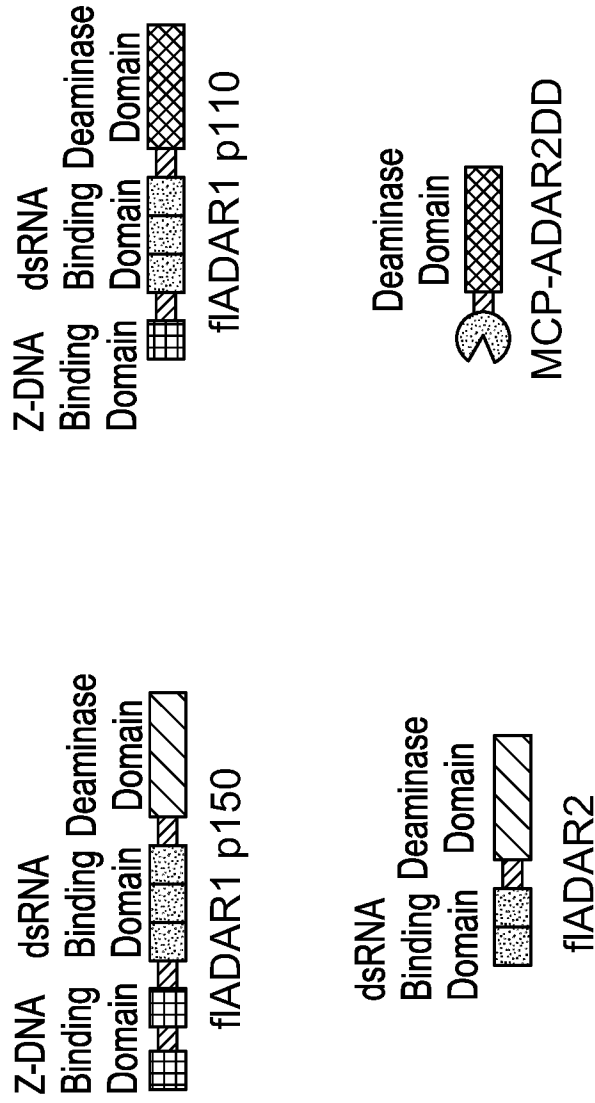 Z-DNA
Binding
Domain
dsRNA
Binding
Domain
Deaminase
Domain
flADAR1 p150
Z-DNA
Binding
Domain
dsRNA
Binding
Domain
Deaminase
Domain
flADAR1 p110
dsRNA
Binding
Domain
Deaminase
Domain
flADAR2
Deaminase
Domain
MCP-ADAR2DD